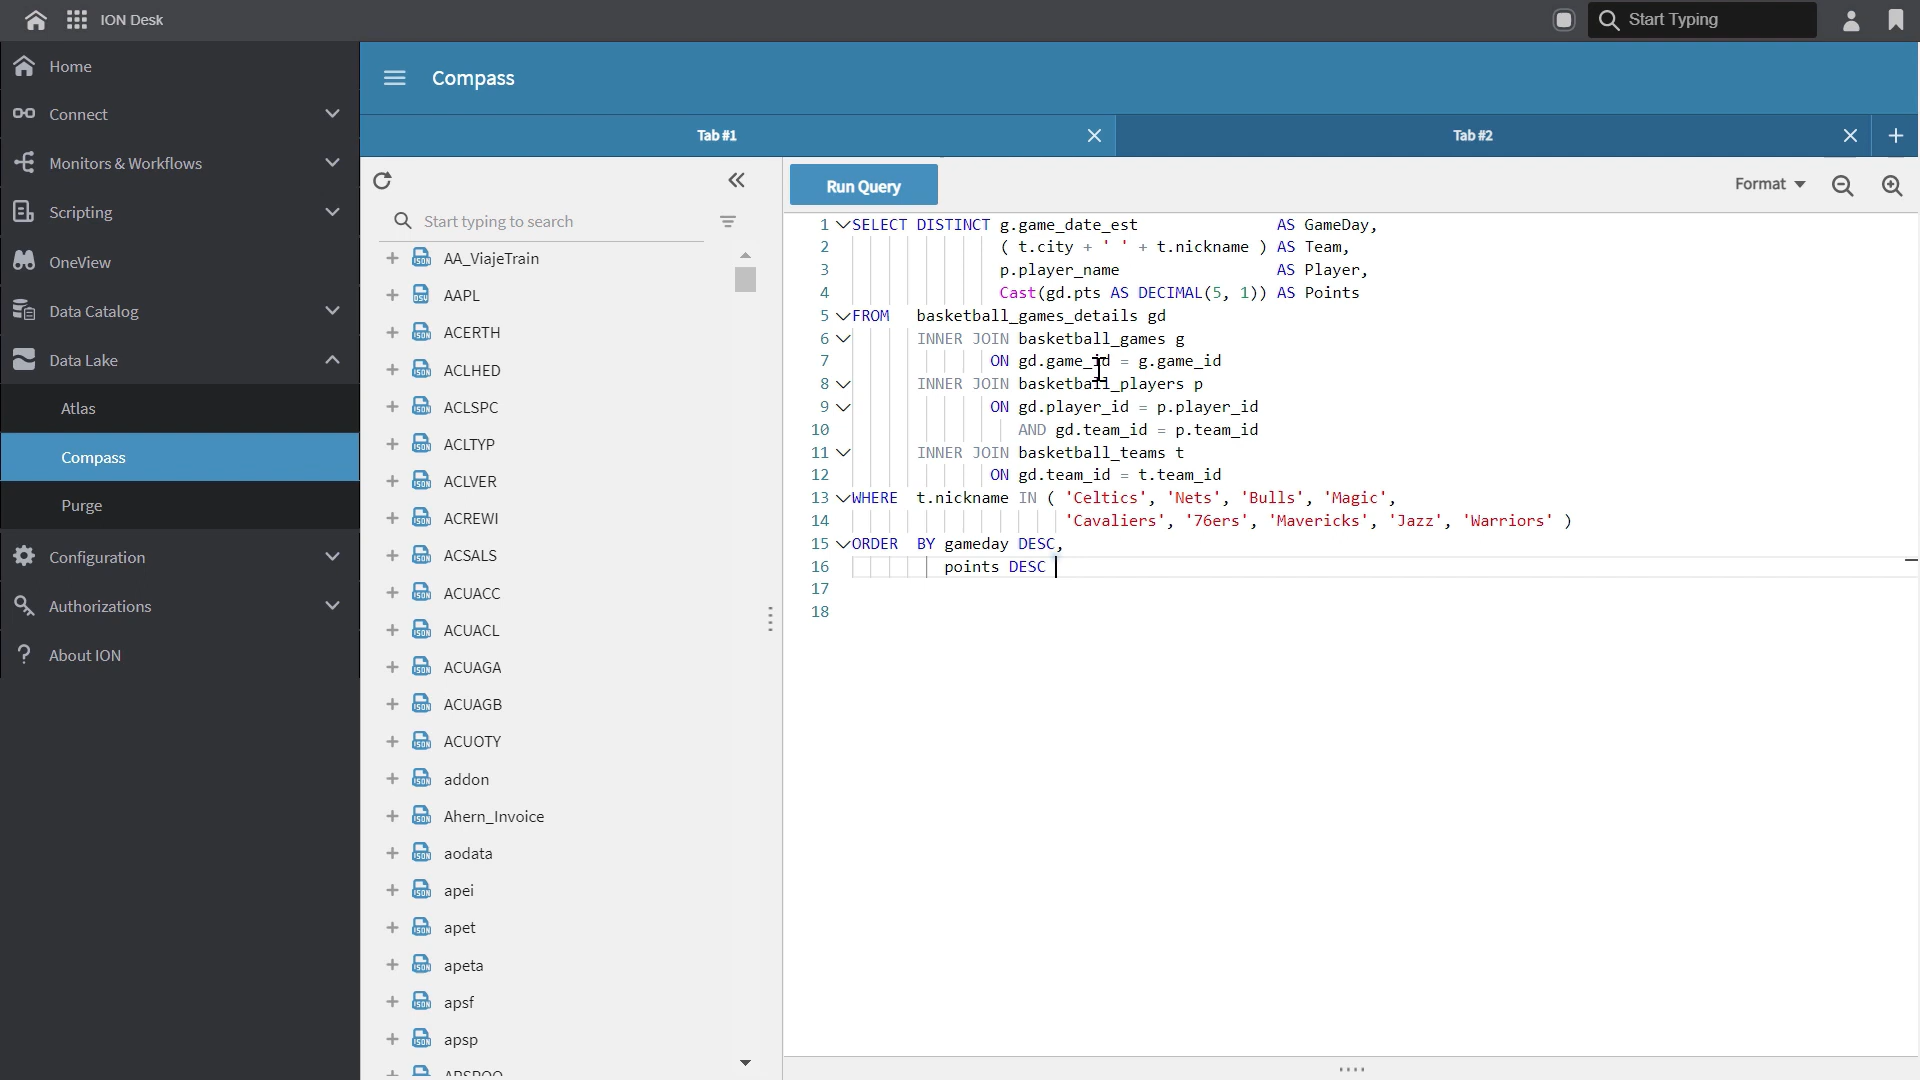 ION Desk
Start Typing
Home
Connect
Monitors & Workflows
Scripting
OneView
Data Catalog
Data Lake
Atlas
Compass
Purge
Configuration
Authorizations
About ION
Compass
Tab #1
Tab #2
Start typing to search
AA_ViajeTrain
AAPL
ACERTH
ACLHED
ACLSPC
ACLTYP
ACLVER
ACREWI
ACSALS
ACUACC
ACUACL
ACUAGA
ACUAGB
ACUOTY
addon
Ahern_Invoice
aodata
apei
apet
apeta
apsf
apsp
Run Query
Format
1 SELECT DISTINCT g.game_date_est AS GameDay,
2 ( t.city + ' ' + t.nickname ) AS Team,
3 p.player_name AS Player,
4 Cast(gd.pts AS DECIMAL(5, 1)) AS Points
5 FROM basketball_games_details gd
6 INNER JOIN basketball_games g
7 ON gd.game_id = g.game_id
8 INNER JOIN basketball_players p
9 ON gd.player_id = p.player_id
10 AND gd.team_id = p.team_id
11 INNER JOIN basketball_teams t
12 ON gd.team_id = t.team_id
13 WHERE t.nickname IN ( 'Celtics', 'Nets', 'Bulls', 'Magic',
14 'Cavaliers', '76ers', 'Mavericks', 'Jazz', 'Warriors' )
15 ORDER BY gameday DESC,
16 points DESC
17
18